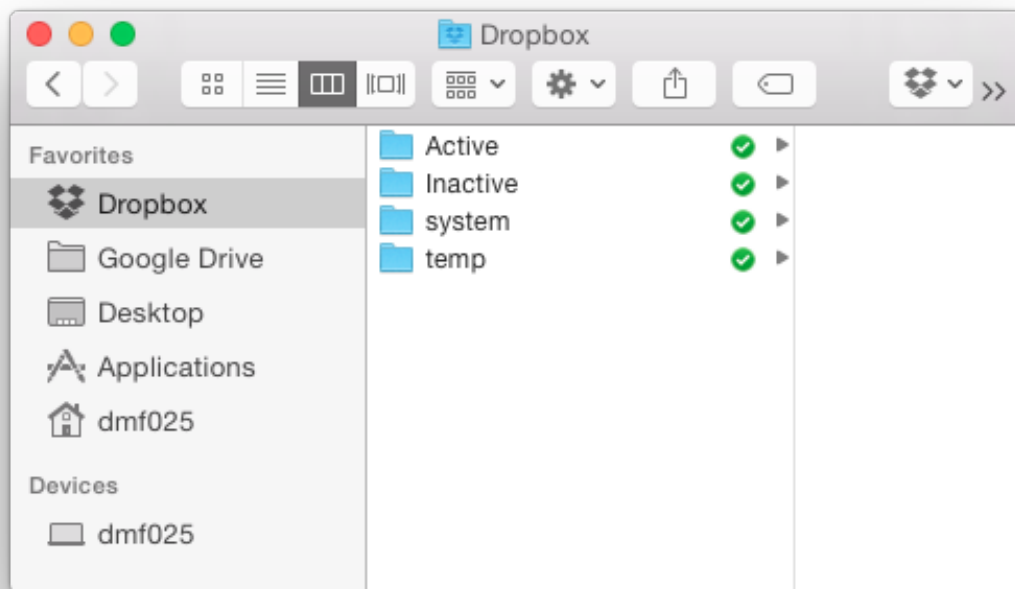 Dropbox
Favorites
Dropbox
Google Drive
Desktop
Applications
dmf025
Devices
dmf025
Active
Inactive
system
temp